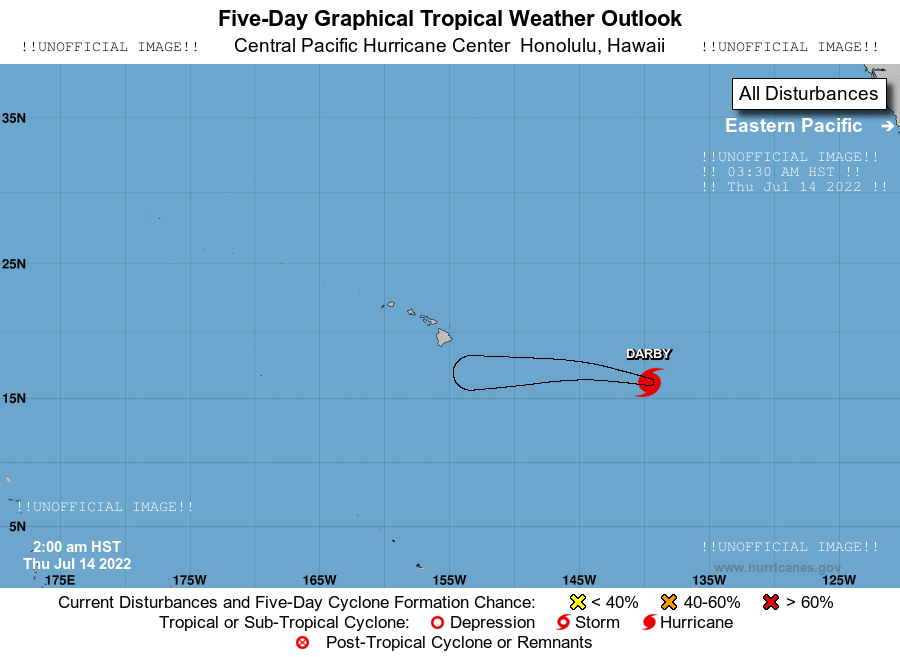 Five-Day Graphical Tropical Weather Outlook
!!UNOFFICIAL IMAGE!! Central Pacific Hurricane Center Honolulu, Hawaii !!UNOFFICIAL IMAGE!!
All Disturbances
35N
Eastern Pacific →
!!UNOFFICIAL IMAGE!!
!! 03:30 AM HST !!
!! Thu Jul 14 2022 !!
25N
DARBY
15N
!!UNOFFICIAL IMAGE!!
5N
2:00 am HST
Thu Jul 14 2022
!!UNOFFICIAL IMAGE!!
www.hurricanes.gov
175E 175W 165W 155W 145W 135W 125W
Current Disturbances and Five-Day Cyclone Formation Chance: < 40% 40-60% > 60%
Tropical or Sub-Tropical Cyclone: Depression Storm Hurricane
Post-Tropical Cyclone or Remnants